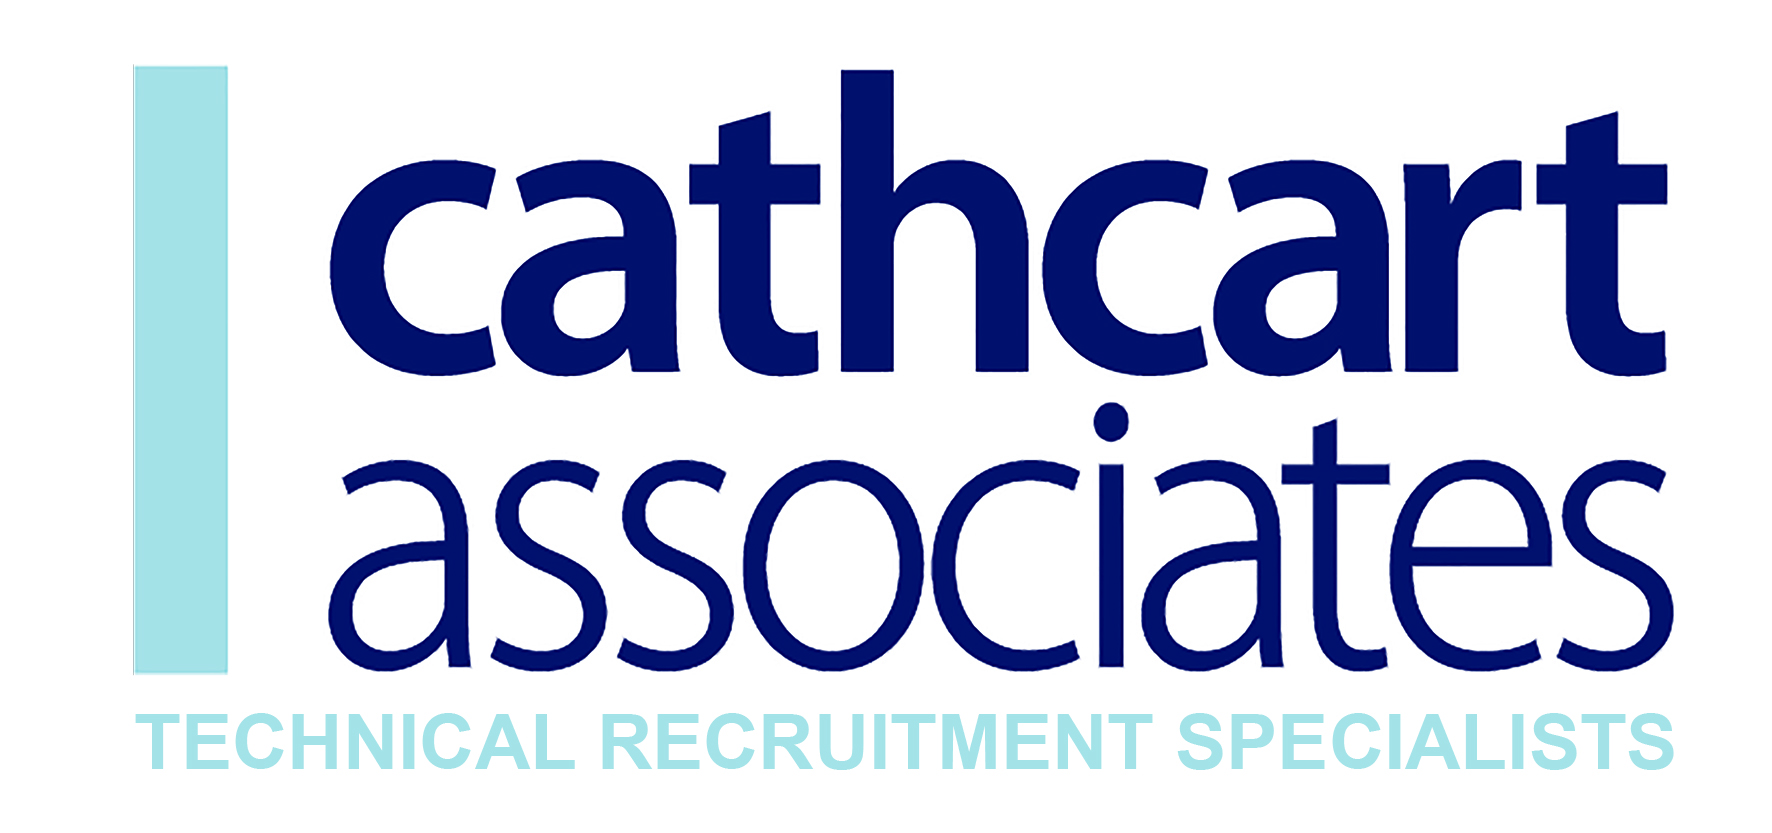 cathcart
associates
TECHNICAL RECRUITMENT SPECIALISTS